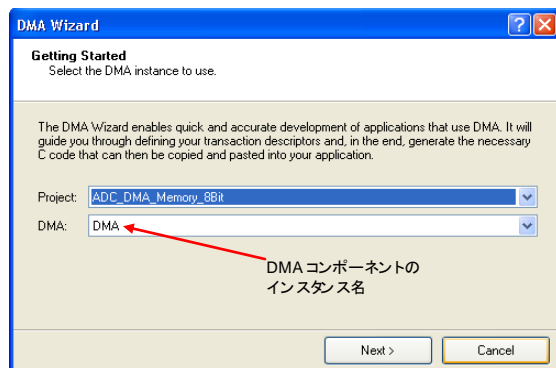 DMA Wizard
Getting Started
Select the DMA instance to use.
The DMA Wizard enables quick and accurate development of applications that use DMA. It will
guide you through defining your transaction descriptors and, in the end, generate the necessary
C code that can then be copied and pasted into your application.
Project: ADC_DMA_Memory_8Bit
DMA: DMA
DMAコンポーネントの
インスタンス名
Next >
Cancel